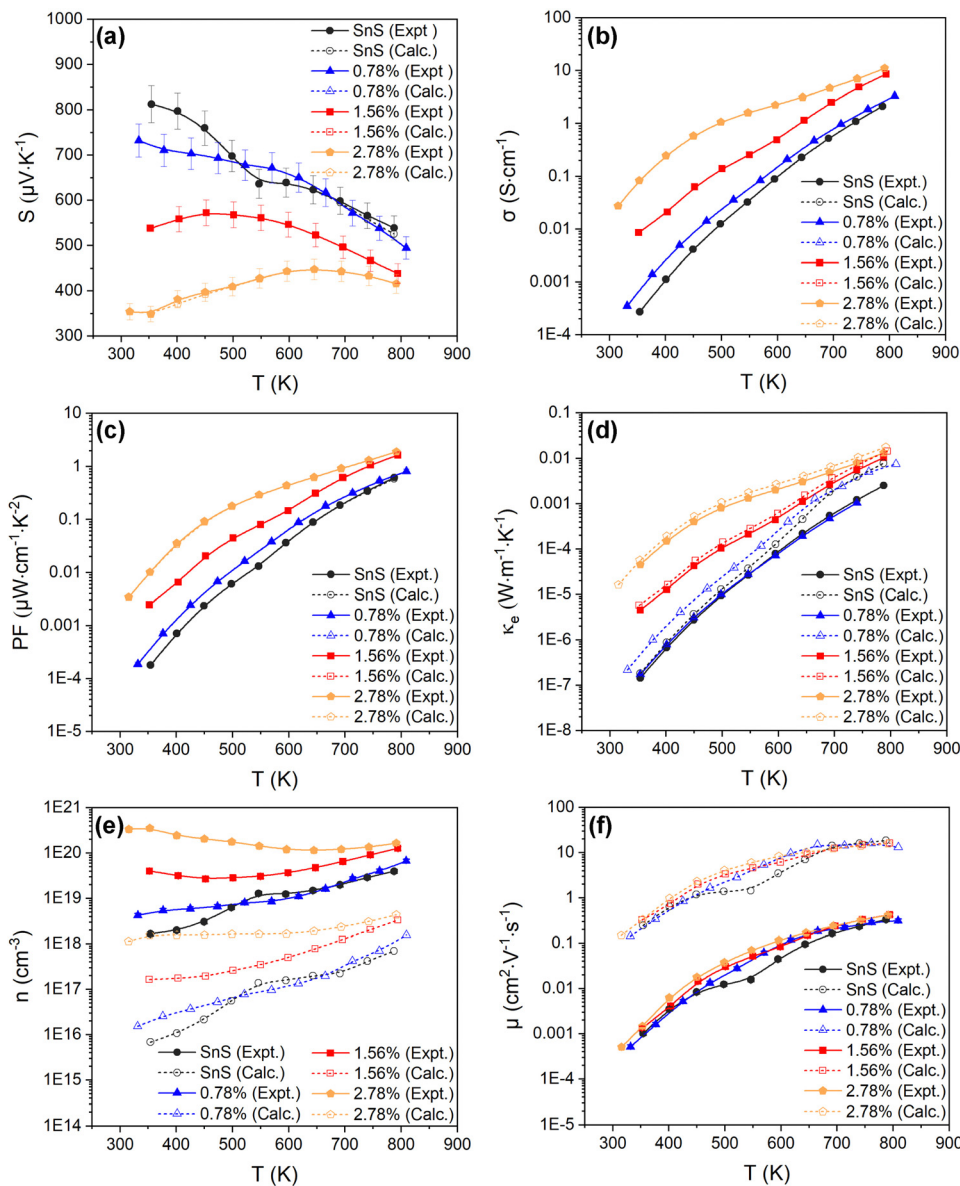 (a)
SnS (Expt )
SnS (Calc.)
0.78% (Expt )
0.78% (Calc.)
1.56% (Expt )
1.56% (Calc.)
2.78% (Expt )
2.78% (Calc.)
1000
900
800
700
600
500
400
300
S (µV·K⁻¹)
300 400 500 600 700 800 900
T (K)
(b)
100
10
1
0.1
0.01
0.001
1E-4
σ (S·cm⁻¹)
SnS (Expt.)
SnS (Calc.)
0.78% (Expt.)
0.78% (Calc.)
1.56% (Expt.)
1.56% (Calc.)
2.78% (Expt.)
2.78% (Calc.)
300 400 500 600 700 800 900
T (K)
(c)
10
1
0.1
0.01
0.001
1E-4
1E-5
PF (µW·cm⁻¹·K⁻²)
SnS (Expt.)
SnS (Calc.)
0.78% (Expt.)
0.78% (Calc.)
1.56% (Expt.)
1.56% (Calc.)
2.78% (Expt.)
2.78% (Calc.)
300 400 500 600 700 800 900
T (K)
(d)
0.1
0.01
0.001
1E-4
1E-5
1E-6
1E-7
1E-8
κₑ (W·m⁻¹·K⁻¹)
SnS (Expt.)
SnS (Calc.)
0.78% (Expt.)
0.78% (Calc.)
1.56% (Expt.)
1.56% (Calc.)
2.78% (Expt.)
2.78% (Calc.)
300 400 500 600 700 800 900
T (K)
(e)
1E21
1E20
1E19
1E18
1E17
1E16
1E15
1E14
n (cm⁻³)
SnS (Expt.)
SnS (Calc.)
0.78% (Expt.)
0.78% (Calc.)
1.56% (Expt.)
1.56% (Calc.)
2.78% (Expt.)
2.78% (Calc.)
300 400 500 600 700 800 900
T (K)
(f)
100
10
1
0.1
0.01
0.001
1E-4
1E-5
µ (cm²·V⁻¹·s⁻¹)
SnS (Expt.)
SnS (Calc.)
0.78% (Expt.)
0.78% (Calc.)
1.56% (Expt.)
1.56% (Calc.)
2.78% (Expt.)
2.78% (Calc.)
300 400 500 600 700 800 900
T (K)